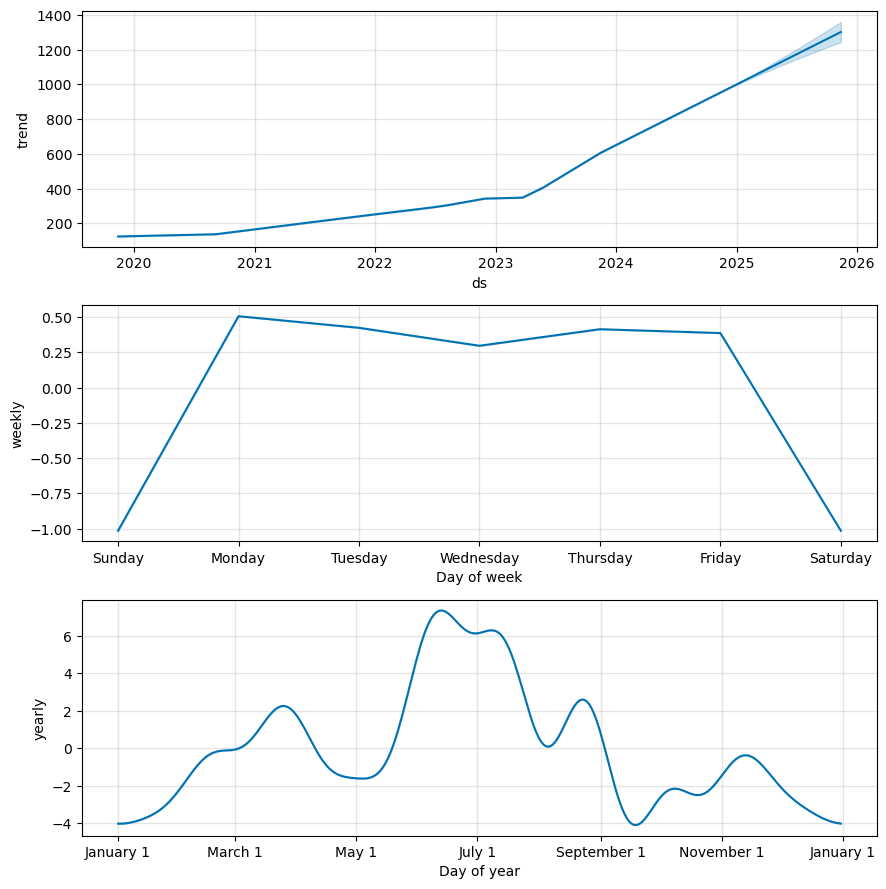 1400
1200
1000
800
600
400
200
trend
2020 2021 2022 2023 2024 2025 2026
ds
0.50
0.25
0.00
−0.25
−0.50
−0.75
−1.00
weekly
Sunday Monday Tuesday Wednesday Thursday Friday Saturday
Day of week
6
4
2
0
−2
−4
yearly
January 1 March 1 May 1 July 1 September 1 November 1 January 1
Day of year